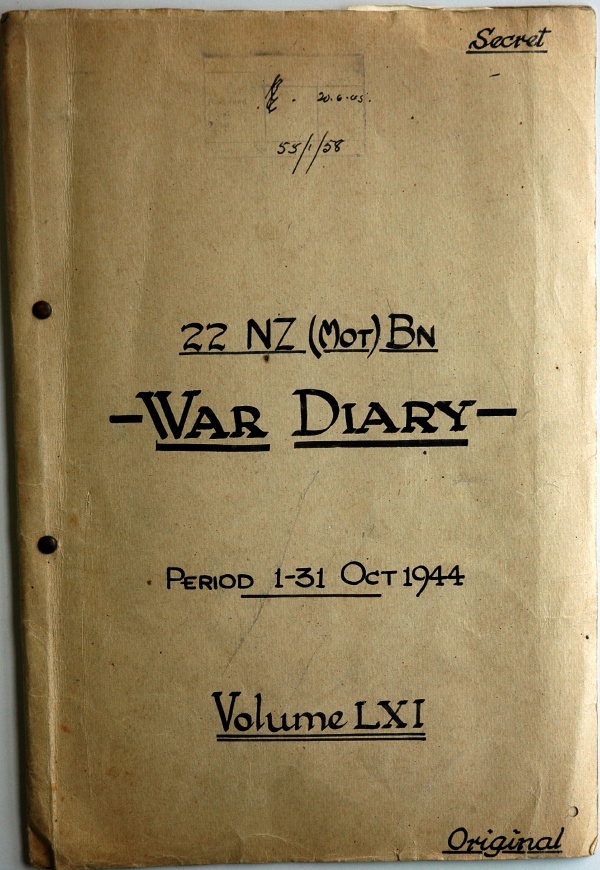 Secret
20.6.05.
55/1/58
22 NZ (Mot) Bn
-War Diary-
Period 1-31 Oct 1944
Volume LXI
Original